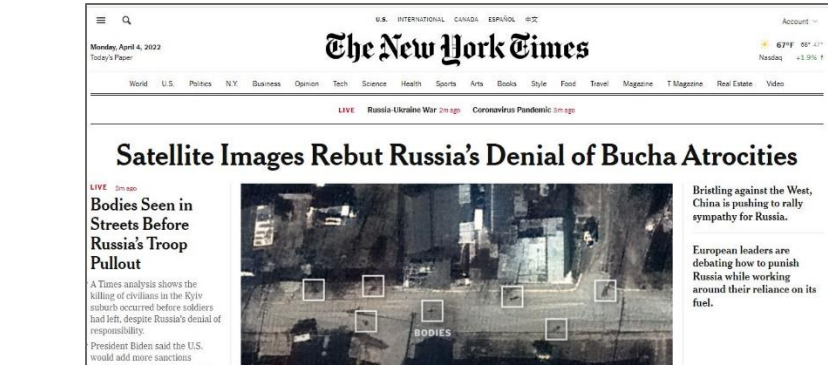 U.S. INTERNATIONAL CANADA ESPAÑOL 中文
Account
Monday, April 4, 2022
Today's Paper
The New York Times
67°F 68° 47°
Nasdaq +1.9% ↑
World U.S. Politics N.Y. Business Opinion Tech Science Health Sports Arts Books Style Food Travel Magazine T Magazine Real Estate Video
LIVE Russia-Ukraine War 2m ago Coronavirus Pandemic 3m ago
Satellite Images Rebut Russia's Denial of Bucha Atrocities
LIVE 5m ago
Bodies Seen in
Streets Before
Russia's Troop
Pullout
A Times analysis shows the
killing of civilians in the Kyiv
suburb occurred before soldiers
had left, despite Russia's denial of
responsibility.
President Biden said the U.S.
would add more sanctions
BODIES
Bristling against the West,
China is pushing to rally
sympathy for Russia.
European leaders are
debating how to punish
Russia while working
around their reliance on its
fuel.